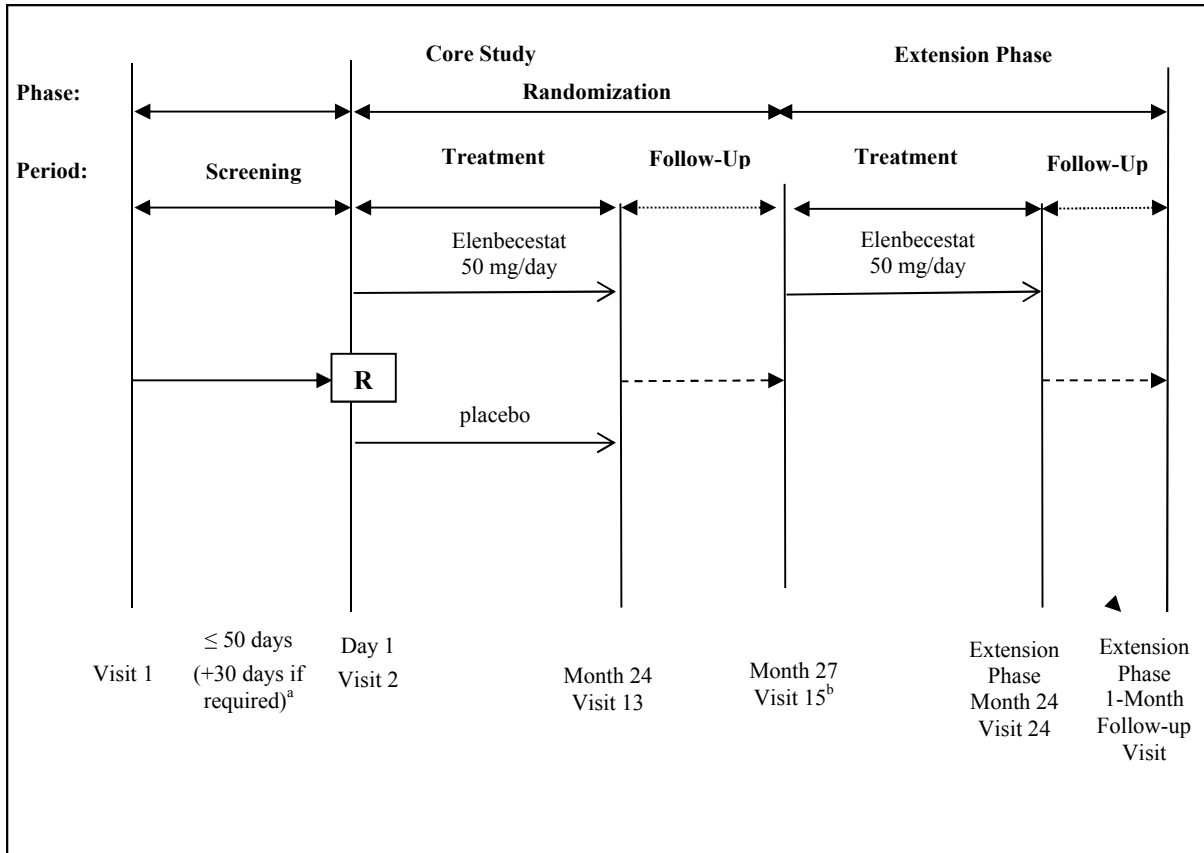 Core Study
Extension Phase
Phase:
Randomization
Period:
Screening
Treatment
Follow-Up
Treatment
Follow-Up
Elenbecestat
50 mg/day
Elenbecestat
50 mg/day
R
placebo
Visit 1
≤ 50 days
(+30 days if
required)a
Day 1
Visit 2
Month 24
Visit 13
Month 27
Visit 15b
Extension
Phase
Month 24
Visit 24
Extension
Phase
1-Month
Follow-up
Visit